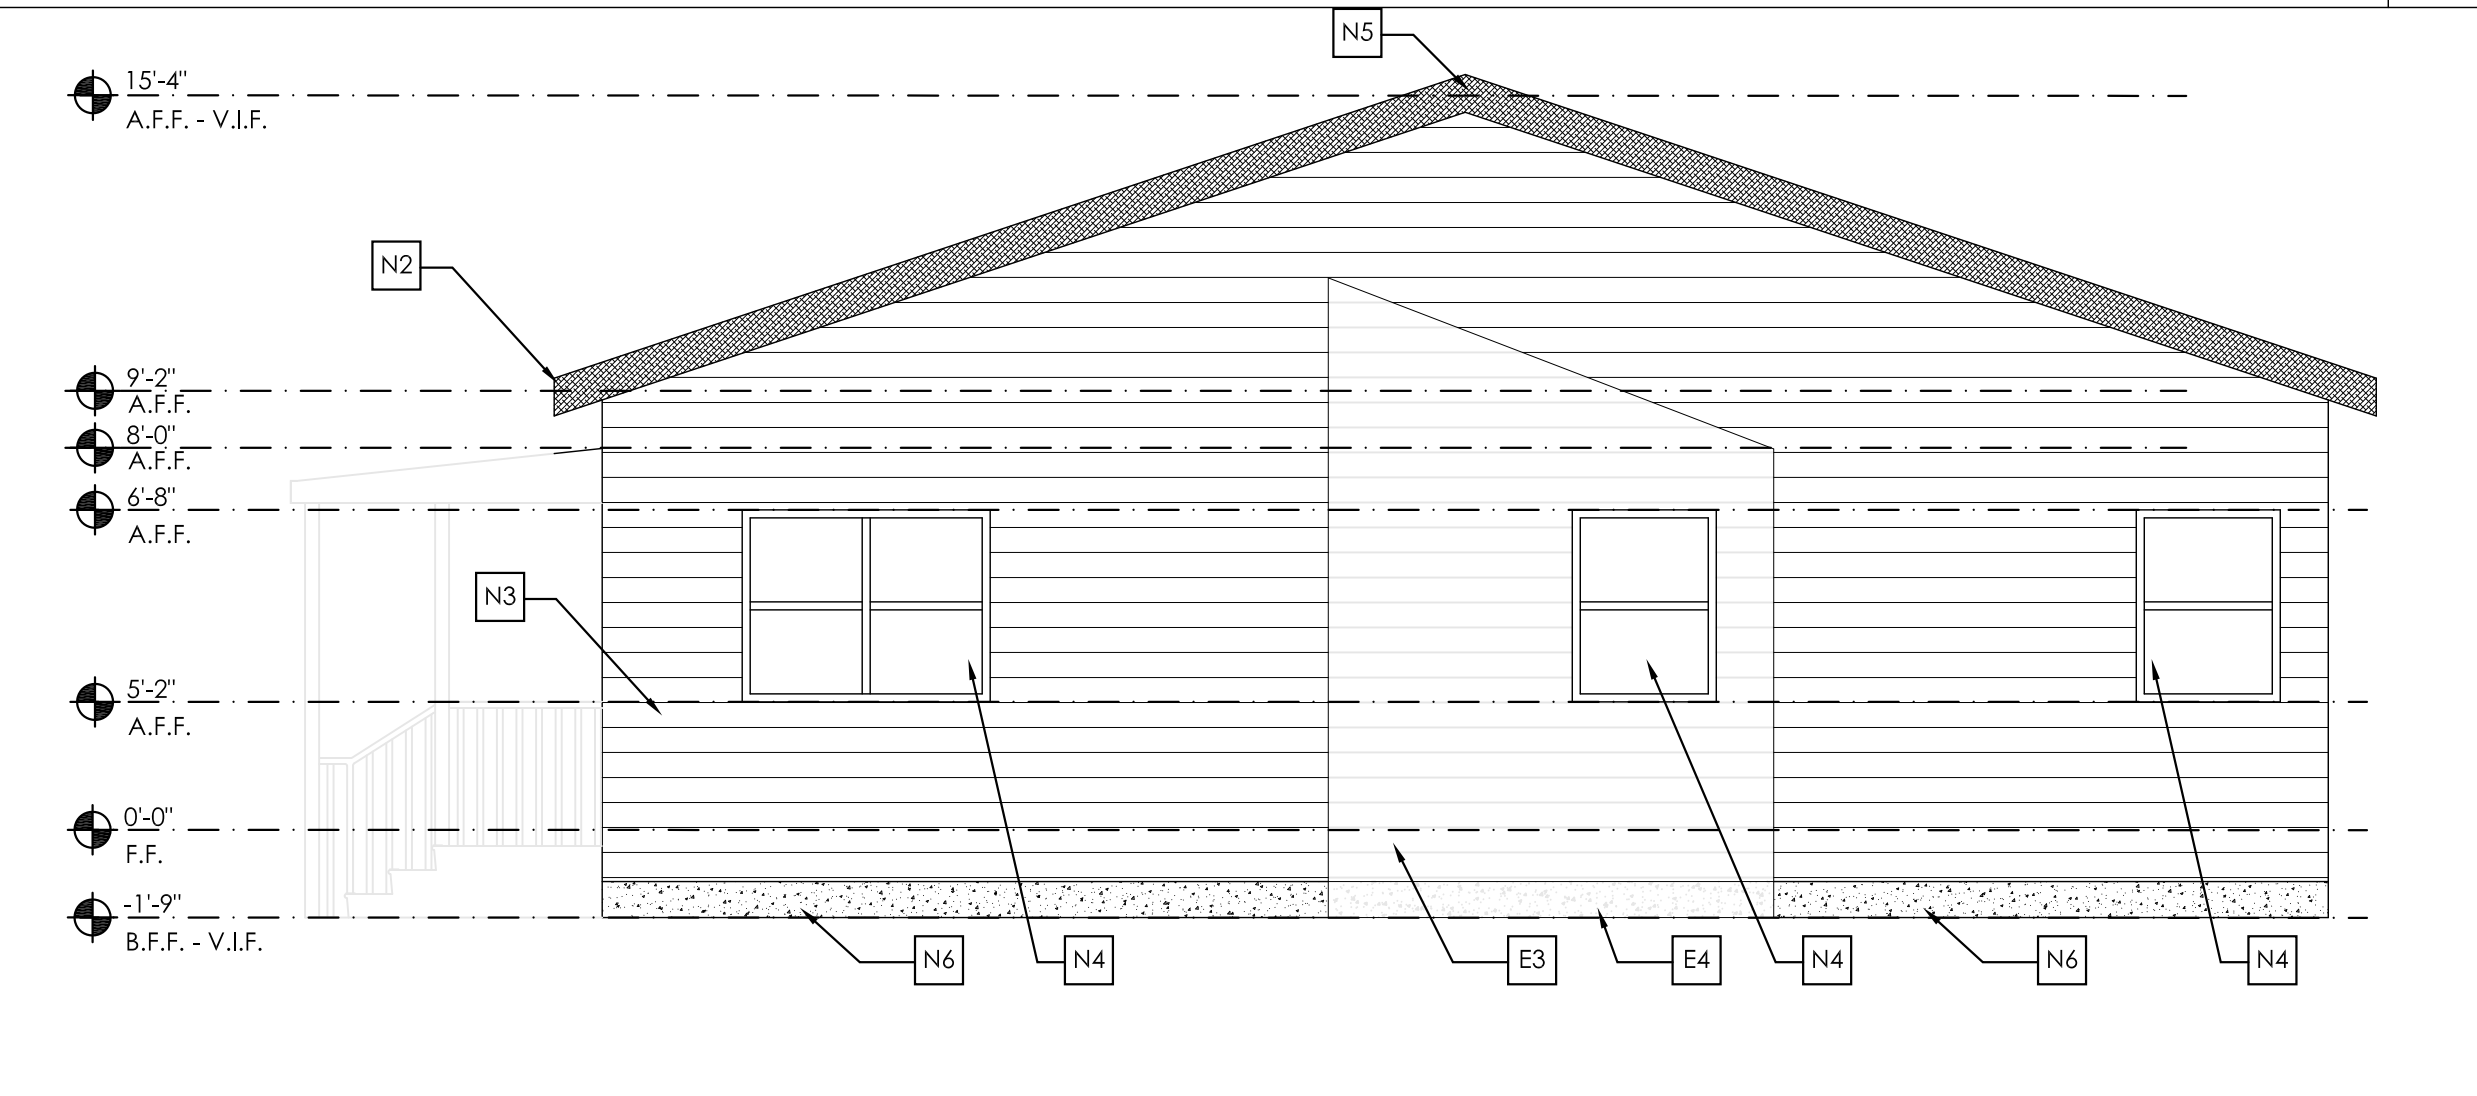 N5
15'-4"
A.F.F. - V.I.F.
N2
9'-2"
A.F.F.
8'-0"
A.F.F.
6'-8"
A.F.F.
N3
5'-2"
A.F.F.
0'-0"
F.F.
-1'-9"
B.F.F. - V.I.F.
N6
N4
E3
E4
N4
N6
N4